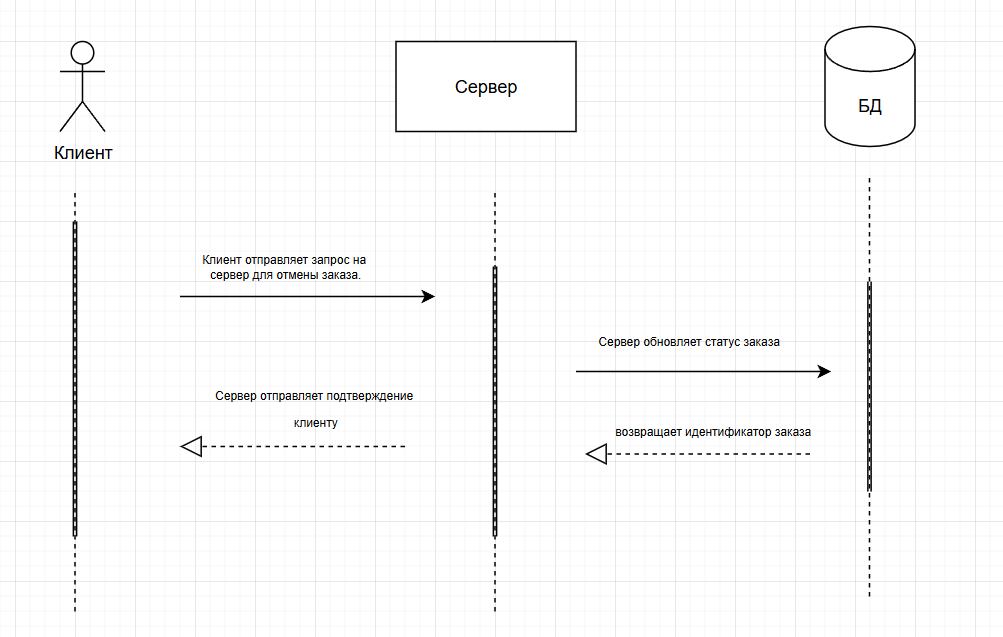 Клиент
Сервер
БД
Клиент отправляет запрос на
сервер для отмены заказа.
Сервер обновляет статус заказа
Сервер отправляет подтверждение
клиенту
возвращает идентификатор заказа